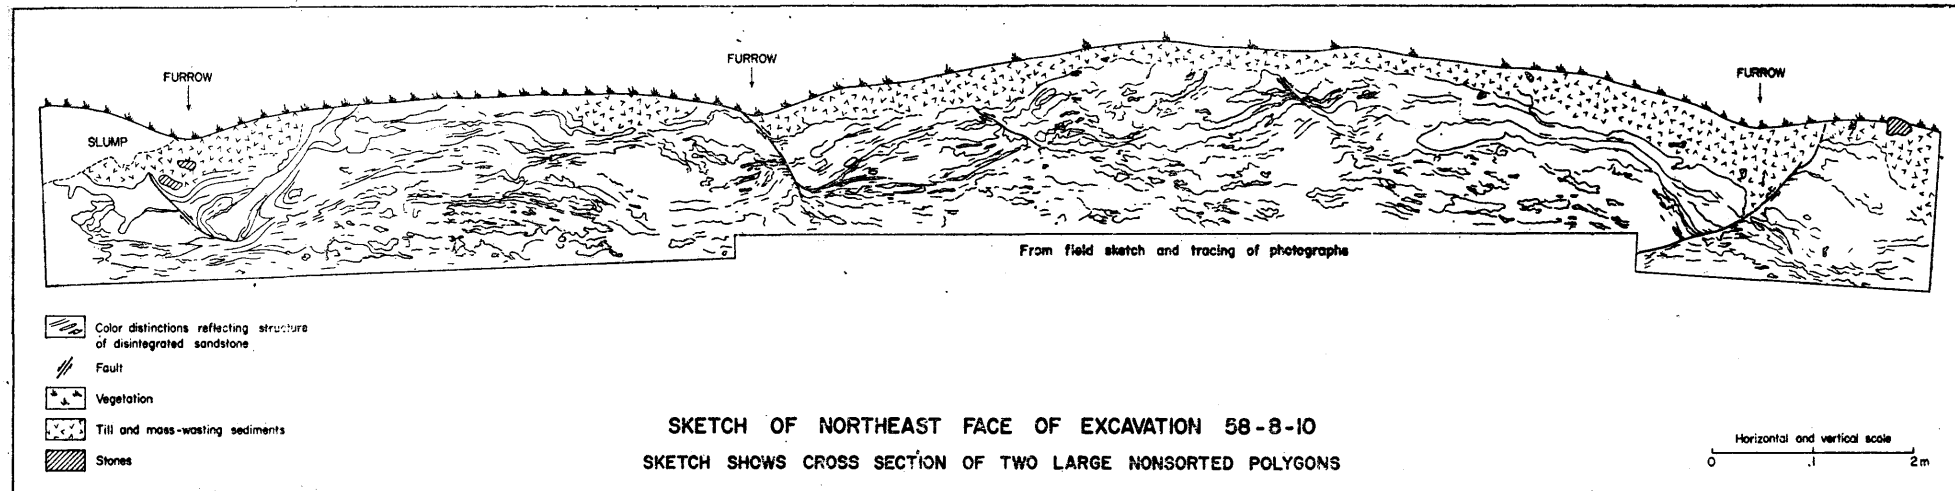 FURROW
FURROW
FURROW
SLUMP
From field sketch and tracing of photographs
Color distinctions reflecting structure
of disintegrated sandstone
Fault
Vegetation
Till and mass-wasting sediments
Stones
SKETCH OF NORTHEAST FACE OF EXCAVATION 58-8-10
SKETCH SHOWS CROSS SECTION OF TWO LARGE NONSORTED POLYGONS
Horizontal and vertical scale
0 1 2m